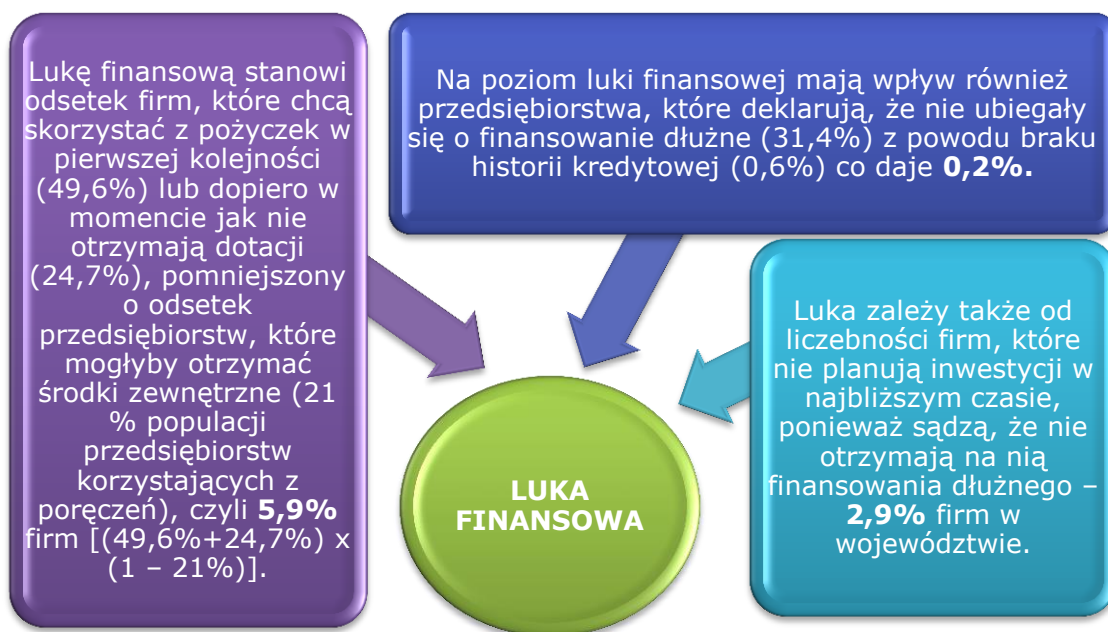 Lukę finansową stanowi
odsetek firm, które chcą
skorzystać z pożyczek w
pierwszej kolejności
(49,6%) lub dopiero w
momencie jak nie
otrzymają dotacji
(24,7%), pomniejszony
o odsetek
przedsiębiorstw, które
mogłyby otrzymać
środki zewnętrzne (21
% populacji
przedsiębiorstw
korzystających z
poręczeń), czyli 5,9%
firm [(49,6%+24,7%) x
(1 – 21%)].
Na poziom luki finansowej mają wpływ również
przedsiębiorstwa, które deklarują, że nie ubiegały
się o finansowanie dłużne (31,4%) z powodu braku
historii kredytowej (0,6%) co daje 0,2%.
Luka zależy także od
liczebności firm, które
nie planują inwestycji w
najbliższym czasie,
ponieważ sądzą, że nie
otrzymają na nią
finansowania dłużnego –
2,9% firm w
województwie.
LUKA
FINANSOWA